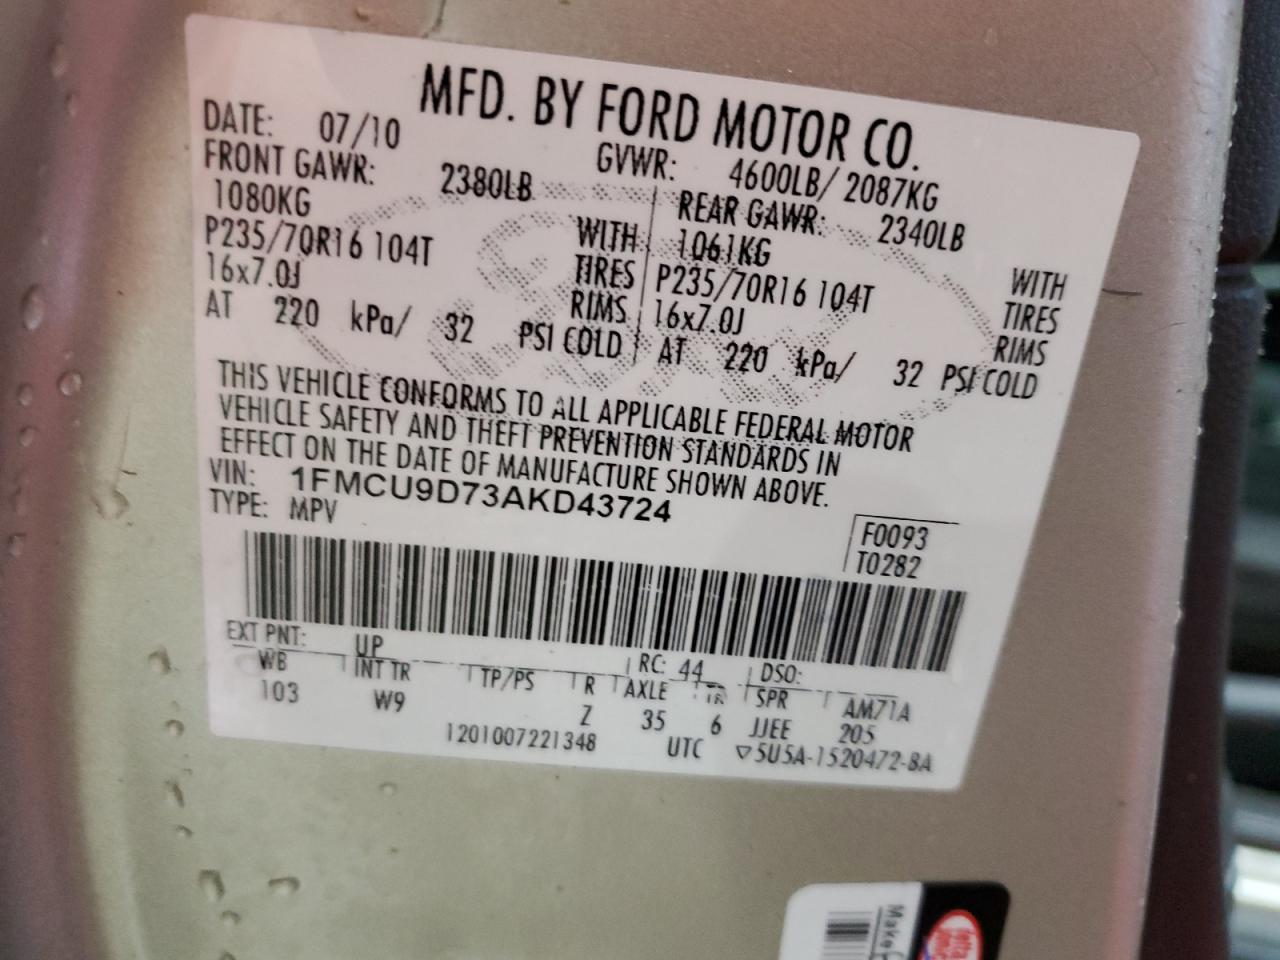 MFD. BY FORD MOTOR CO.
DATE: 07/10 GVWR: 4600LB/ 2087KG
FRONT GAWR: 2380LB REAR GAWR: 2340LB
1080KG WITH 1061KG WITH
P235/70R16 104T TIRES P235/70R16 104T TIRES
16x7.0J RIMS 16x7.0J RIMS
AT 220 kPa/ 32 PSI COLD AT 220 kPa/ 32 PSI COLD
THIS VEHICLE CONFORMS TO ALL APPLICABLE FEDERAL MOTOR
VEHICLE SAFETY AND THEFT PREVENTION STANDARDS IN
EFFECT ON THE DATE OF MANUFACTURE SHOWN ABOVE.
VIN: 1FMCU9D73AKD43724
TYPE: MPV
F0093
T0282
EXT PNT: UP RC: 44 DSO:
WB INT TR TP/PS R AXLE TR SPR AM71A
103 W9 Z 35 6 JJEE 205
1201007221348 UTC ▽5U5A-1520472-BA
Make